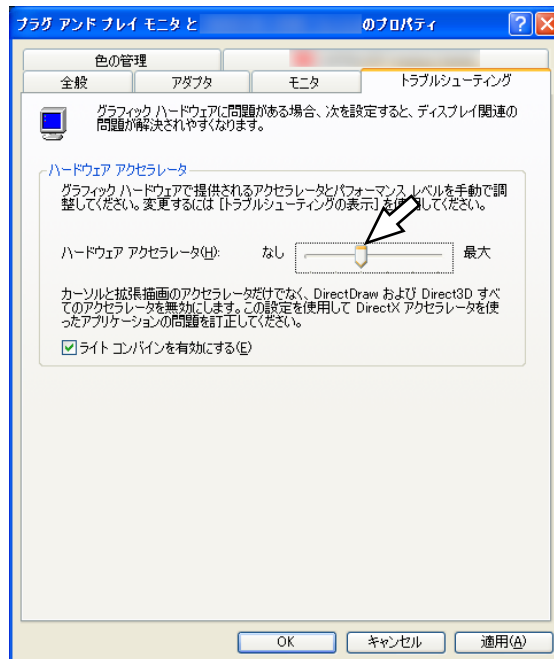 プラグ アンド プレイ モニタ と のプロパティ
色の管理
全般 アダプタ モニタ トラブルシューティング
グラフィック ハードウェアに問題がある場合、次を設定すると、ディスプレイ関連の
問題が解決されやすくなります。
ハードウェア アクセラレータ
グラフィック ハードウェアで提供されるアクセラレータとパフォーマンス レベルを手動で調
整してください。変更するには [トラブルシューティングの表示] を使用してください。
ハードウェア アクセラレータ(H): なし 最大
カーソルと拡張描画のアクセラレータだけでなく、DirectDraw および Direct3D すべ
てのアクセラレータを無効にします。この設定を使用して DirectX アクセラレータを使
ったアプリケーションの問題を訂正してください。
ライト コンバインを有効にする(E)
OK キャンセル 適用(A)